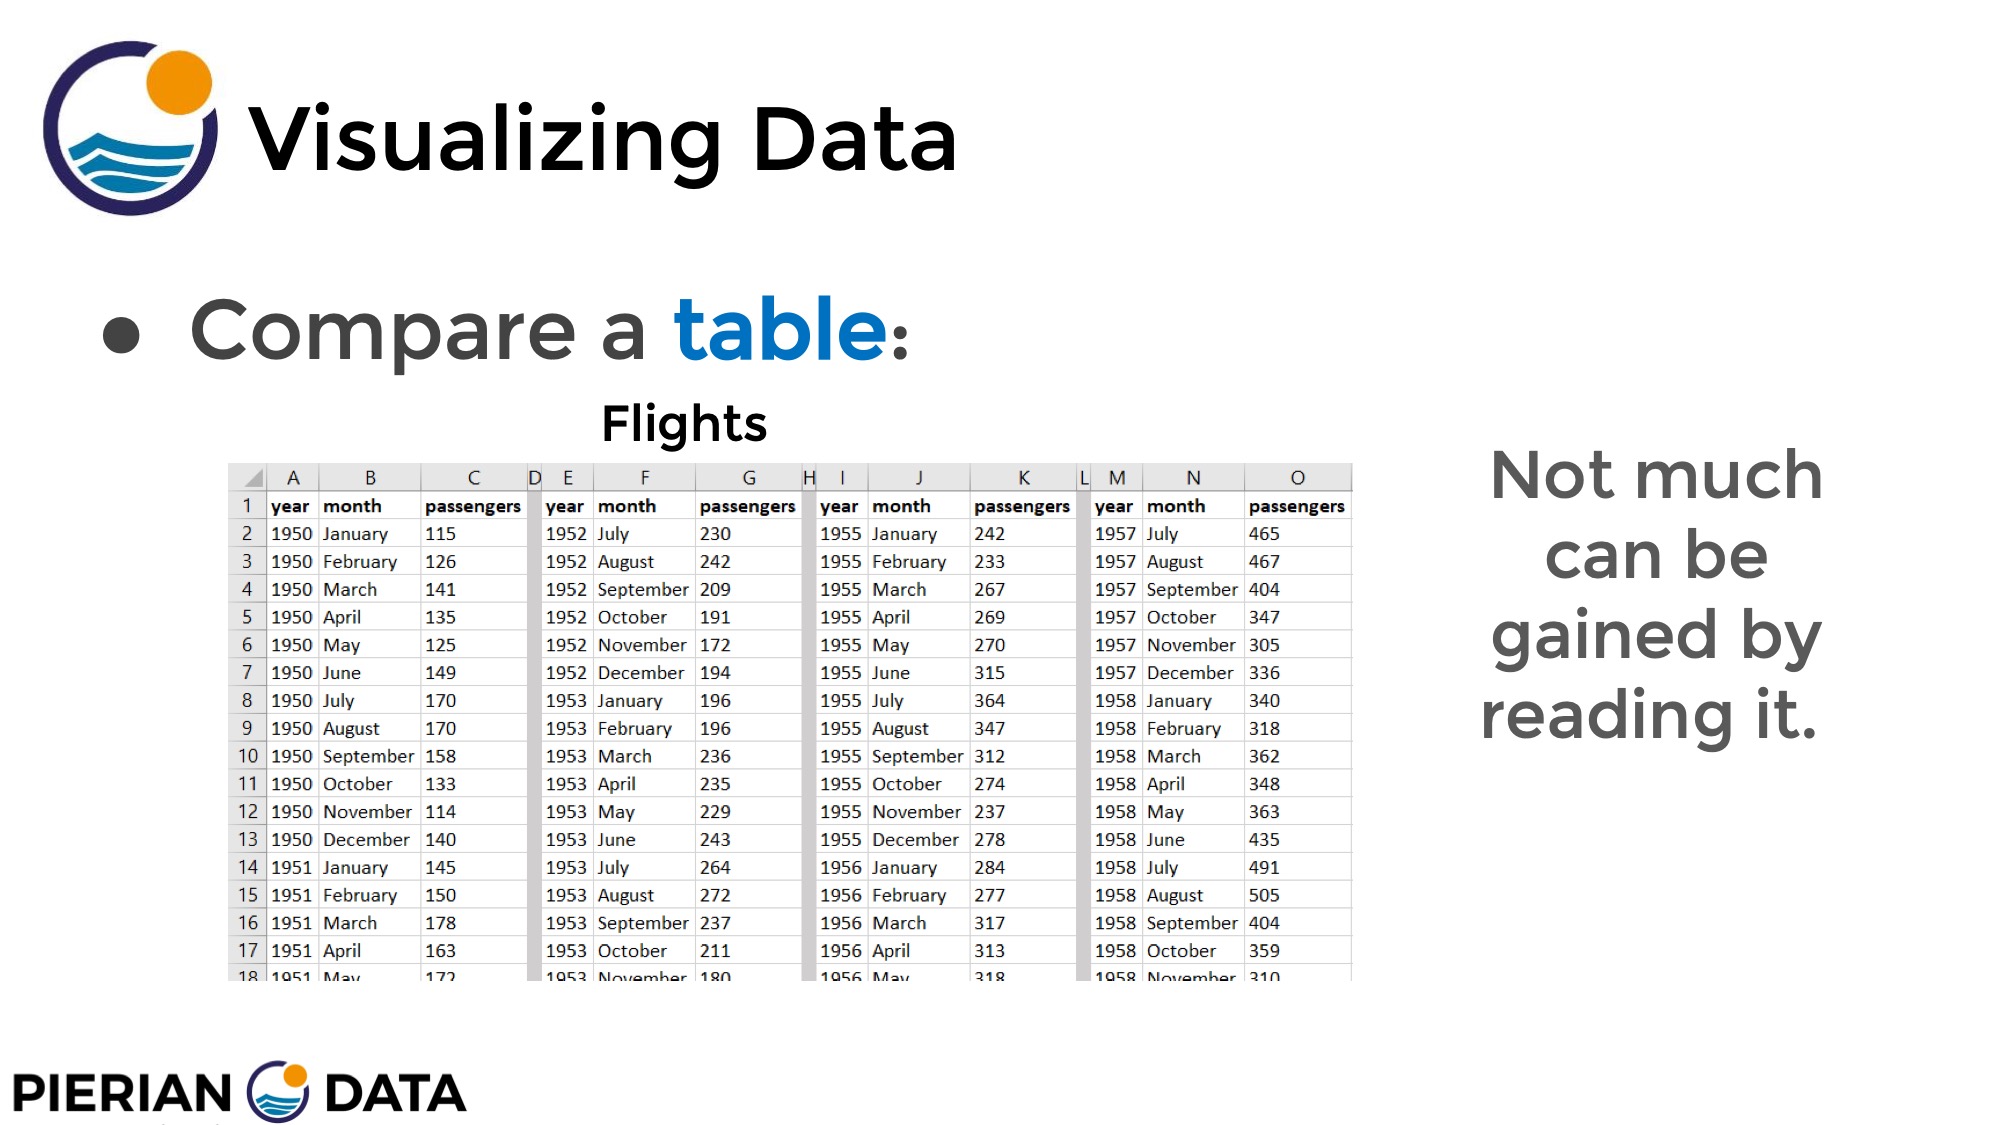 Visualizing Data
● Compare a table:
Flights
A B C D E F G H I J K L M N O
1 year month passengers year month passengers year month passengers year month passengers
2 1950 January 115 1952 July 230 1955 January 242 1957 July 465
3 1950 February 126 1952 August 242 1955 February 233 1957 August 467
4 1950 March 141 1952 September 209 1955 March 267 1957 September 404
5 1950 April 135 1952 October 191 1955 April 269 1957 October 347
6 1950 May 125 1952 November 172 1955 May 270 1957 November 305
7 1950 June 149 1952 December 194 1955 June 315 1957 December 336
8 1950 July 170 1953 January 196 1955 July 364 1958 January 340
9 1950 August 170 1953 February 196 1955 August 347 1958 February 318
10 1950 September 158 1953 March 236 1955 September 312 1958 March 362
11 1950 October 133 1953 April 235 1955 October 274 1958 April 348
12 1950 November 114 1953 May 229 1955 November 237 1958 May 363
13 1950 December 140 1953 June 243 1955 December 278 1958 June 435
14 1951 January 145 1953 July 264 1956 January 284 1958 July 491
15 1951 February 150 1953 August 272 1956 February 277 1958 August 505
16 1951 March 178 1953 September 237 1956 March 317 1958 September 404
17 1951 April 163 1953 October 211 1956 April 313 1958 October 359
18 1951 May 172 1953 November 180 1956 May 318 1958 November 310
Not much
can be
gained by
reading it.
PIERIAN DATA